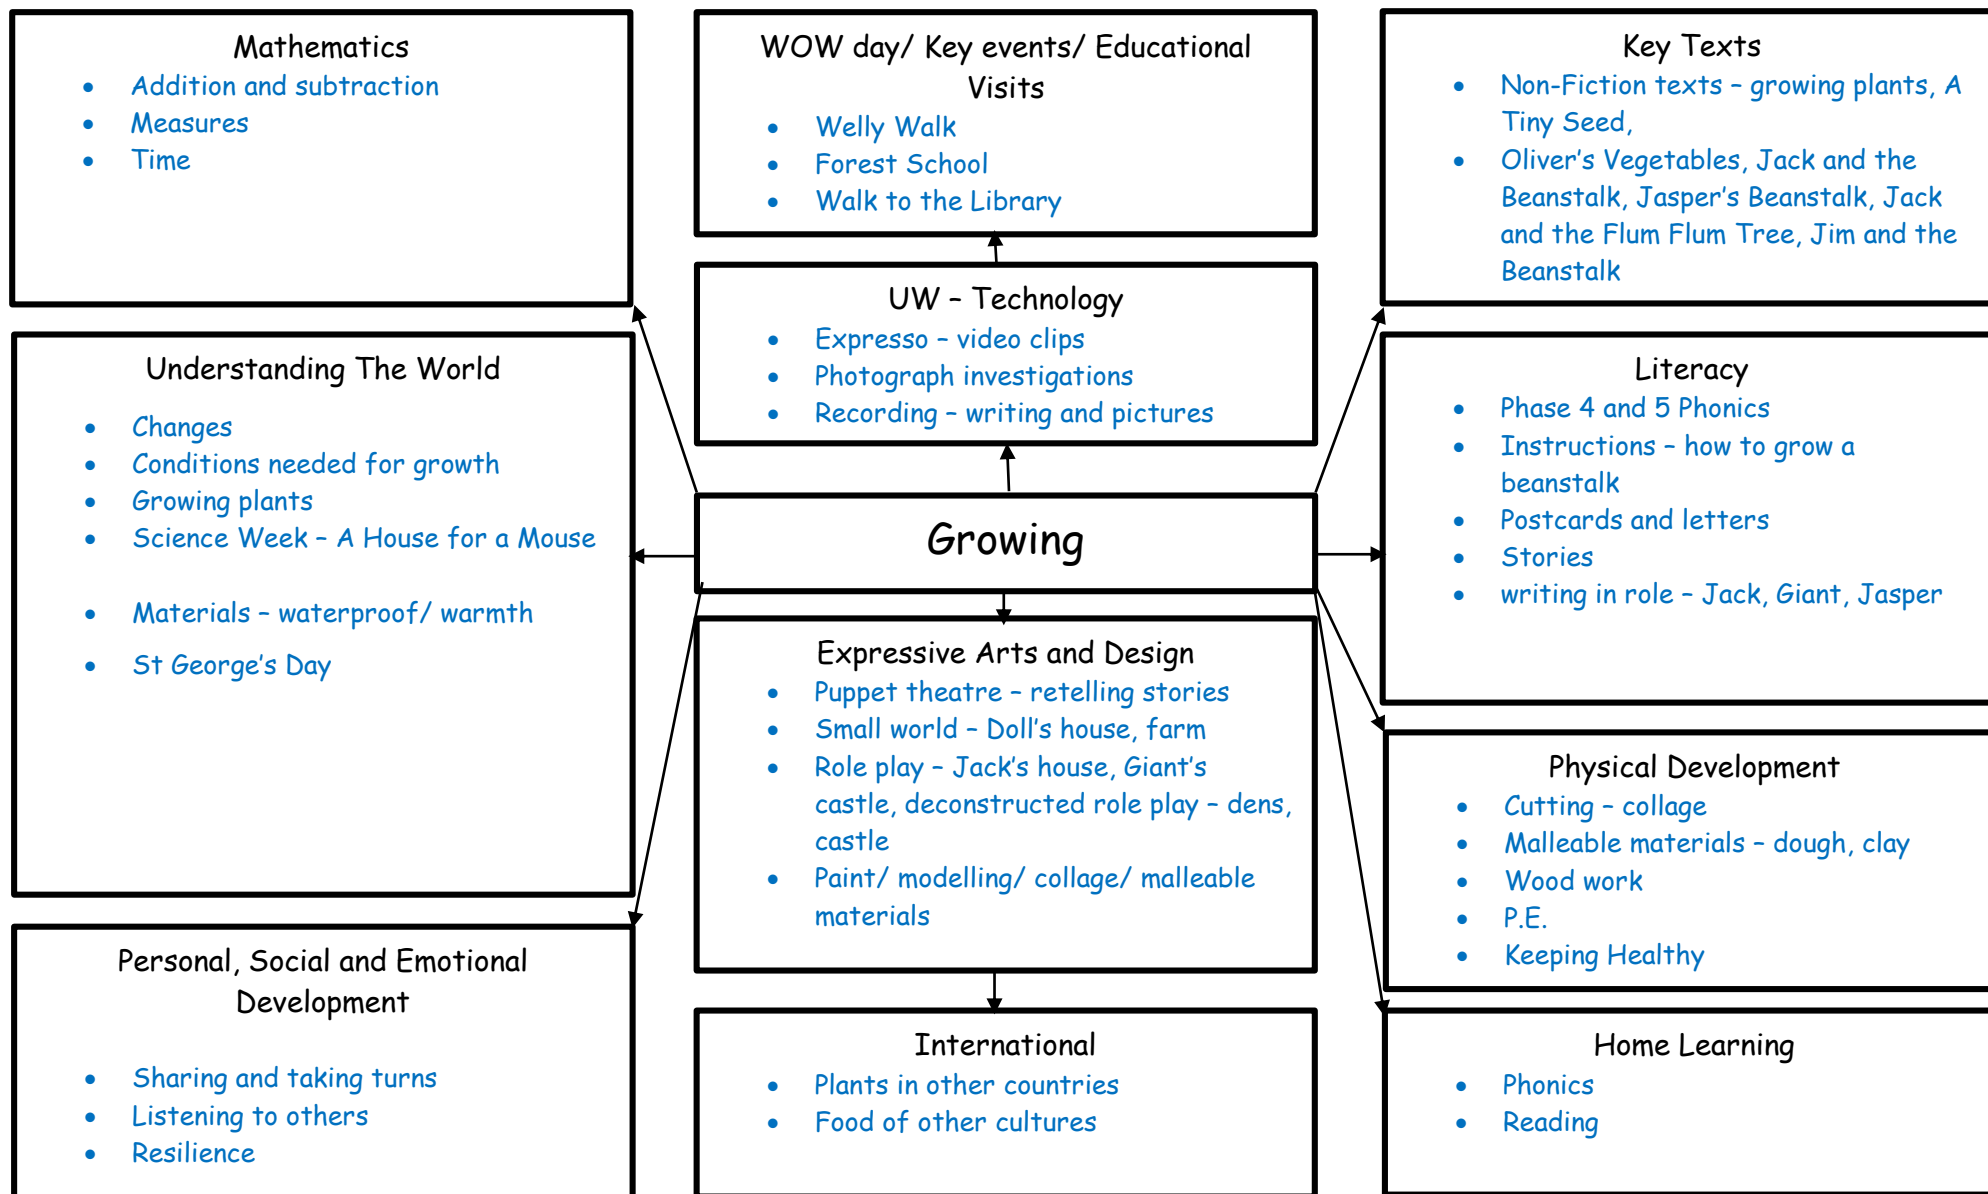 Mathematics
• Addition and subtraction
• Measures
• Time
WOW day/ Key events/ Educational
Visits
• Welly Walk
• Forest School
• Walk to the Library
Key Texts
• Non-Fiction texts – growing plants, A
Tiny Seed,
• Oliver's Vegetables, Jack and the
Beanstalk, Jasper's Beanstalk, Jack
and the Flum Flum Tree, Jim and the
Beanstalk
UW – Technology
• Expresso – video clips
• Photograph investigations
• Recording – writing and pictures
Understanding The World
• Changes
• Conditions needed for growth
• Growing plants
• Science Week – A House for a Mouse
• Materials – waterproof/ warmth
• St George's Day
Literacy
• Phase 4 and 5 Phonics
• Instructions – how to grow a
beanstalk
• Postcards and letters
• Stories
• writing in role – Jack, Giant, Jasper
Growing
Expressive Arts and Design
• Puppet theatre – retelling stories
• Small world – Doll's house, farm
• Role play – Jack's house, Giant's
castle, deconstructed role play – dens,
castle
• Paint/ modelling/ collage/ malleable
materials
Physical Development
• Cutting – collage
• Malleable materials – dough, clay
• Wood work
• P.E.
• Keeping Healthy
Personal, Social and Emotional
Development
• Sharing and taking turns
• Listening to others
• Resilience
International
• Plants in other countries
• Food of other cultures
Home Learning
• Phonics
• Reading